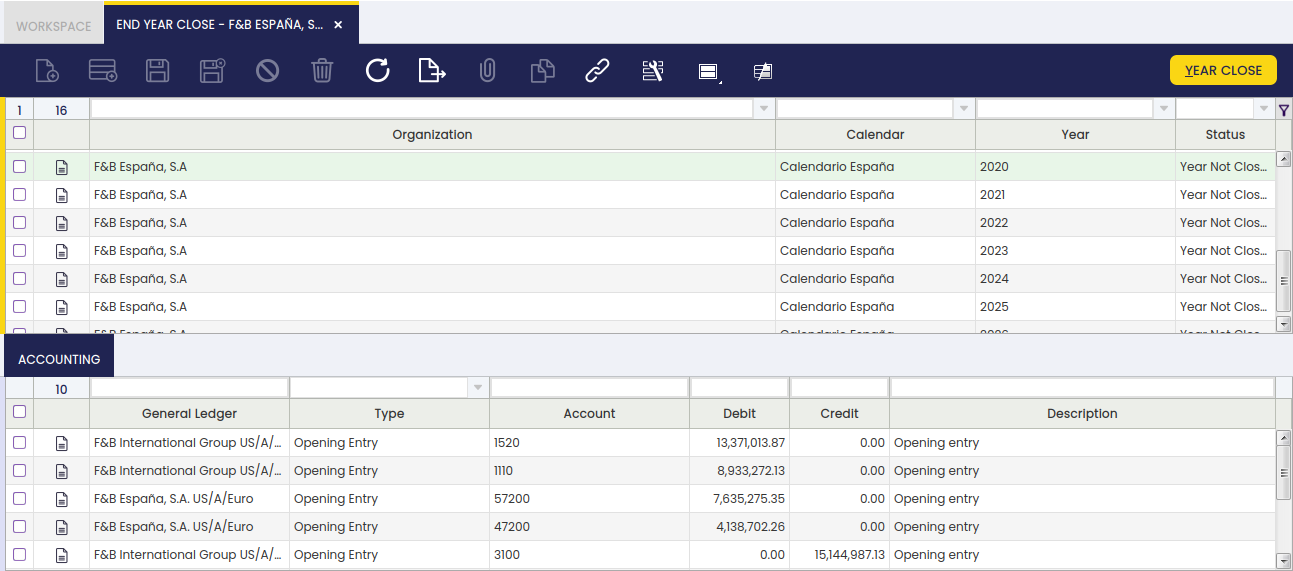 WORKSPACE
END YEAR CLOSE - F&B ESPAÑA, S... ×
YEAR CLOSE
1 16
Organization Calendar Year Status
F&B España, S.A Calendario España 2020 Year Not Clos...
F&B España, S.A Calendario España 2021 Year Not Clos...
F&B España, S.A Calendario España 2022 Year Not Clos...
F&B España, S.A Calendario España 2023 Year Not Clos...
F&B España, S.A Calendario España 2024 Year Not Clos...
F&B España, S.A Calendario España 2025 Year Not Clos...
ACCOUNTING
10
General Ledger Type Account Debit Credit Description
F&B International Group US/A/... Opening Entry 1520 13,371,013.87 0.00 Opening entry
F&B International Group US/A/... Opening Entry 1110 8,933,272.13 0.00 Opening entry
F&B España, S.A. US/A/Euro Opening Entry 57200 7,635,275.35 0.00 Opening entry
F&B España, S.A. US/A/Euro Opening Entry 47200 4,138,702.26 0.00 Opening entry
F&B International Group US/A/... Opening Entry 3100 0.00 15,144,987.13 Opening entry